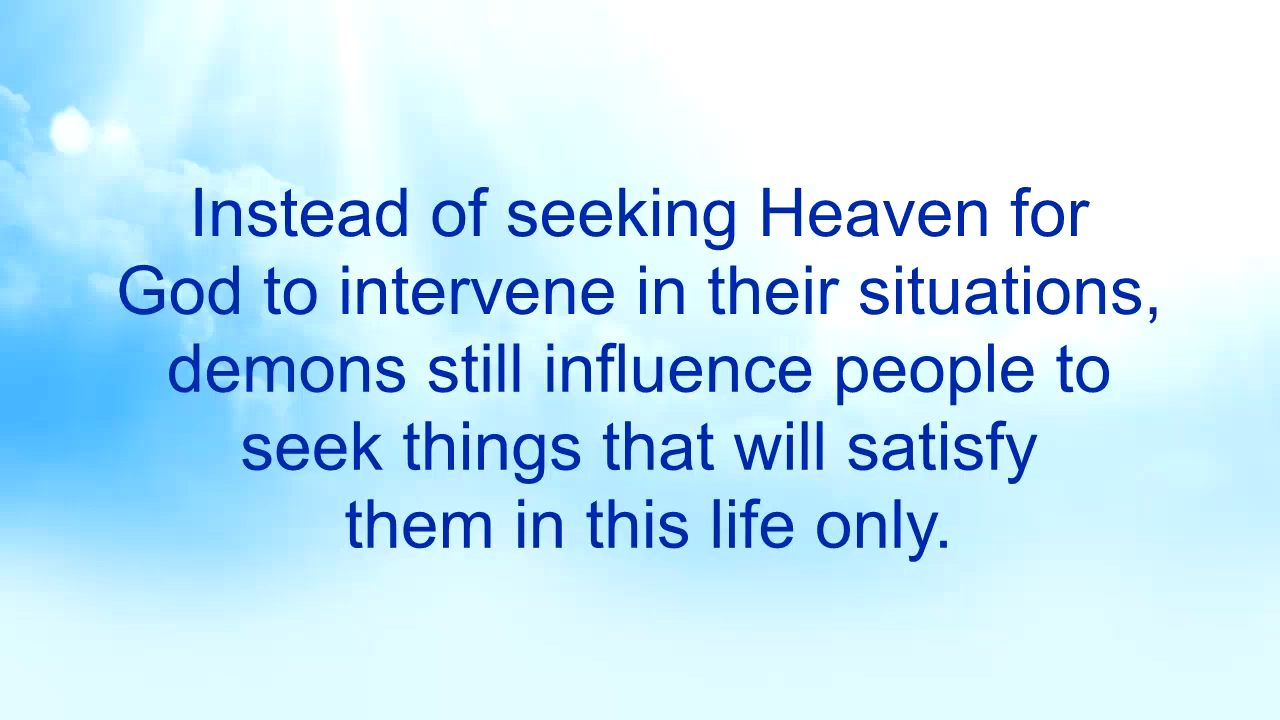 Instead of seeking Heaven for
God to intervene in their situations,
demons still influence people to
seek things that will satisfy
them in this life only.